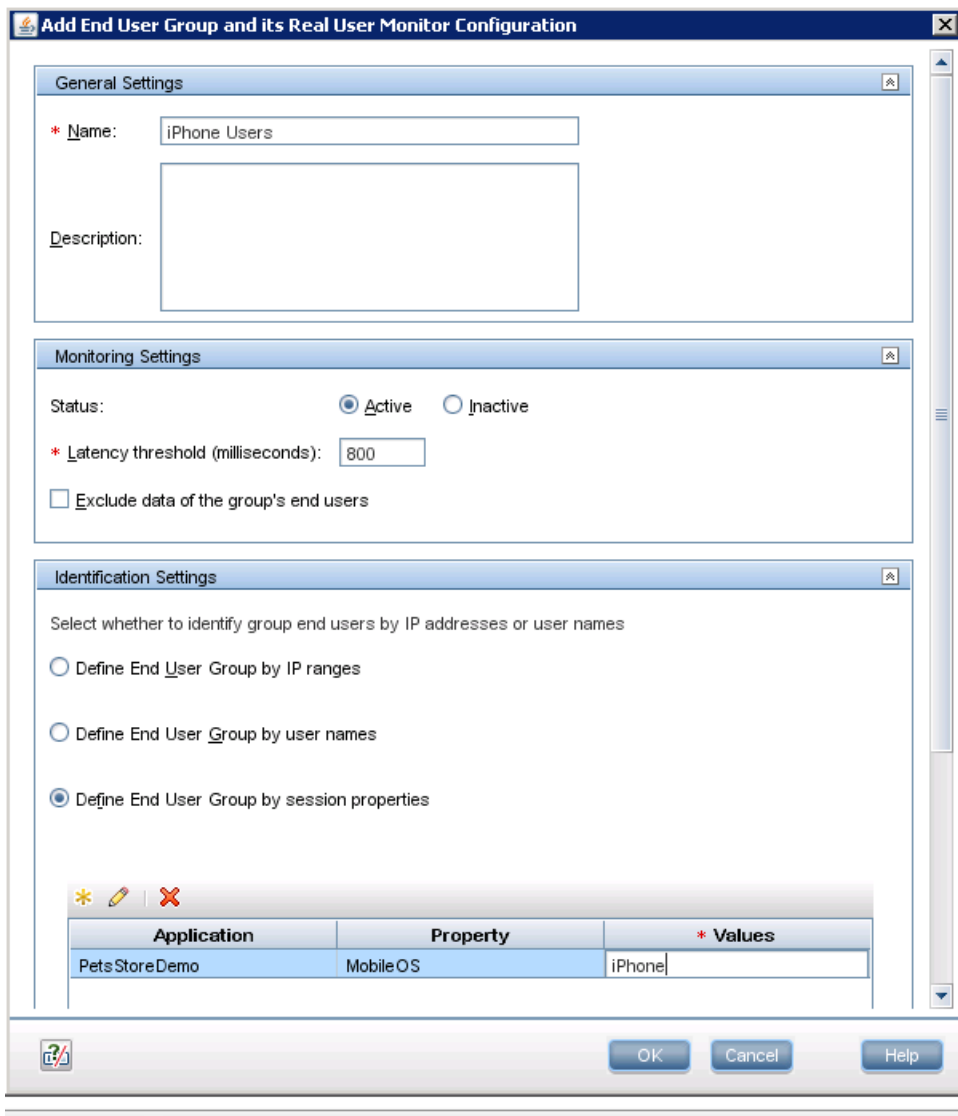 Add End User Group and its Real User Monitor Configuration
General Settings
* Name: iPhone Users
Description:
Monitoring Settings
Status: Active Inactive
* Latency threshold (milliseconds): 800
Exclude data of the group's end users
Identification Settings
Select whether to identify group end users by IP addresses or user names
Define End User Group by IP ranges
Define End User Group by user names
Define End User Group by session properties
Application Property * Values
PetsStoreDemo MobileOS iPhone
OK Cancel Help